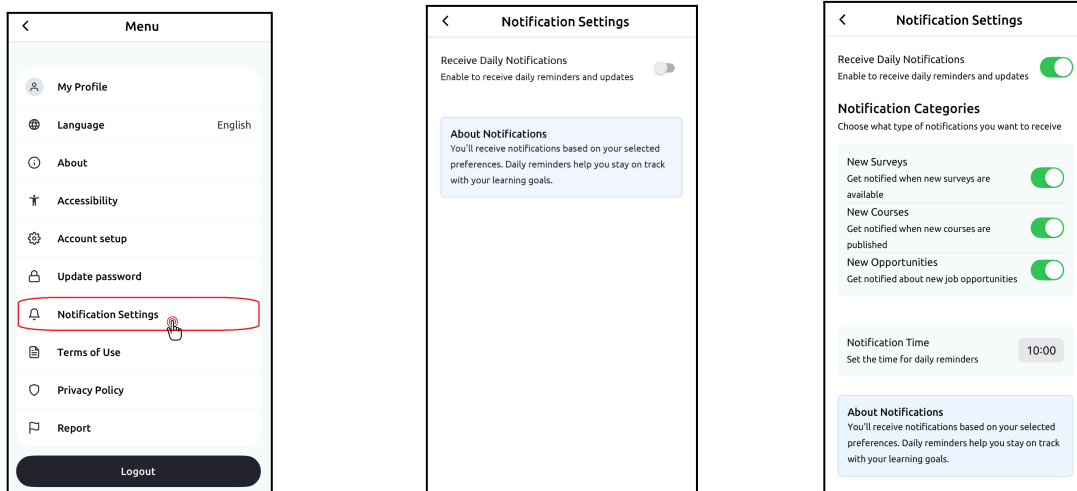 Menu
My Profile
Language English
About
Accessibility
Account setup
Update password
Notification Settings
Terms of Use
Privacy Policy
Report
Logout
Notification Settings
Receive Daily Notifications
Enable to receive daily reminders and updates
About Notifications
You'll receive notifications based on your selected
preferences. Daily reminders help you stay on track
with your learning goals.
Notification Settings
Receive Daily Notifications
Enable to receive daily reminders and updates
Notification Categories
Choose what type of notifications you want to receive
New Surveys
Get notified when new surveys are
available
New Courses
Get notified when new courses are
published
New Opportunities
Get notified about new job opportunities
Notification Time
Set the time for daily reminders
10:00
About Notifications
You'll receive notifications based on your selected
preferences. Daily reminders help you stay on track
with your learning goals.